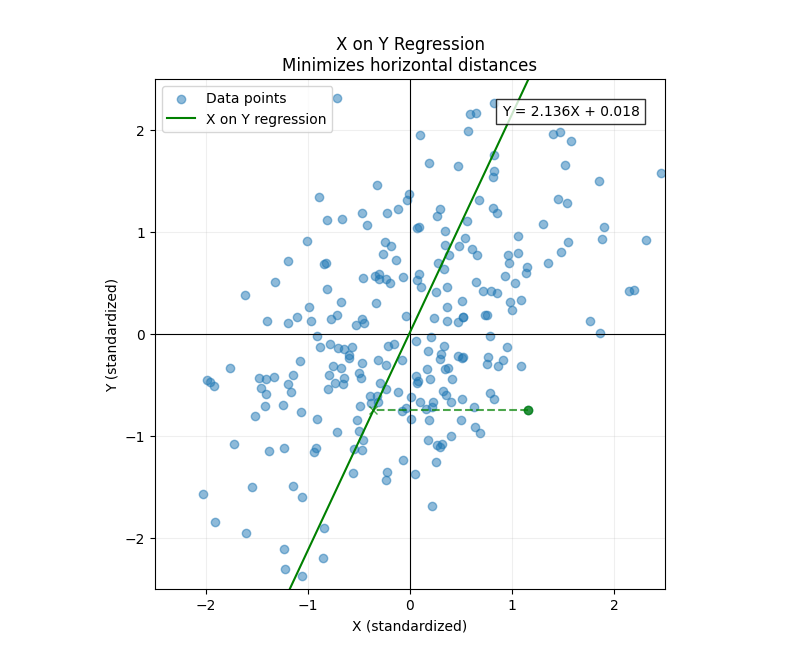 X on Y Regression
Minimizes horizontal distances
Data points
X on Y regression
Y = 2.136X + 0.018
2
1
0
−1
−2
Y (standardized)
−2
−1
0
1
2
X (standardized)